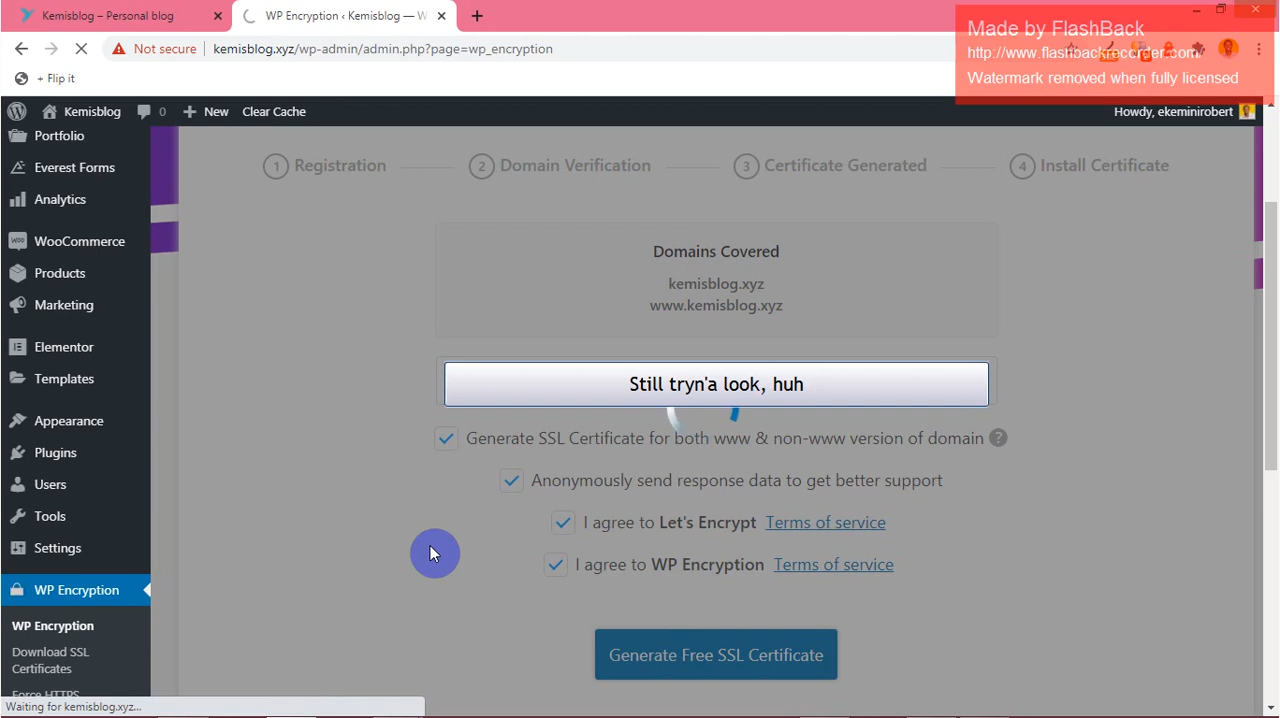 Kemisblog – Personal blog
WP Encryption ‹ Kemisblog — W
Made by FlashBack
http://www.flashbackrecorder.com/
Watermark removed when fully licensed
Not secure
kemisblog.xyz/wp-admin/admin.php?page=wp_encryption
+ Flip it
Kemisblog
0
New
Clear Cache
Howdy, ekeminirobert
Portfolio
Everest Forms
Analytics
WooCommerce
Products
Marketing
Elementor
Templates
Appearance
Plugins
Users
Tools
Settings
WP Encryption
WP Encryption
Download SSL
Certificates
Force HTTPS
1 Registration
2 Domain Verification
3 Certificate Generated
4 Install Certificate
Domains Covered
kemisblog.xyz
www.kemisblog.xyz
Still tryn'a look, huh
Generate SSL Certificate for both www & non-www version of domain ?
Anonymously send response data to get better support
I agree to Let's Encrypt Terms of service
I agree to WP Encryption Terms of service
Generate Free SSL Certificate
Waiting for kemisblog.xyz...